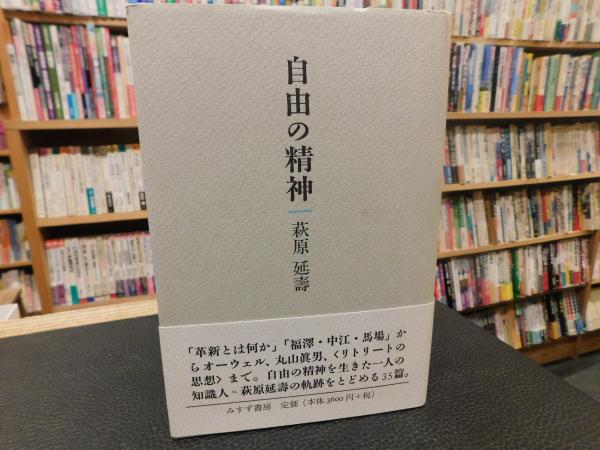 自由の精神
萩原 延壽
「革新とは何か」「福澤・中江・馬場」か
らオーウェル、丸山眞男、〈リトリートの
思想〉まで。自由の精神を生きた一人の
知識人=萩原延壽の軌跡をとどめる35篇。
みすず書房 定価(本体3600円+税)